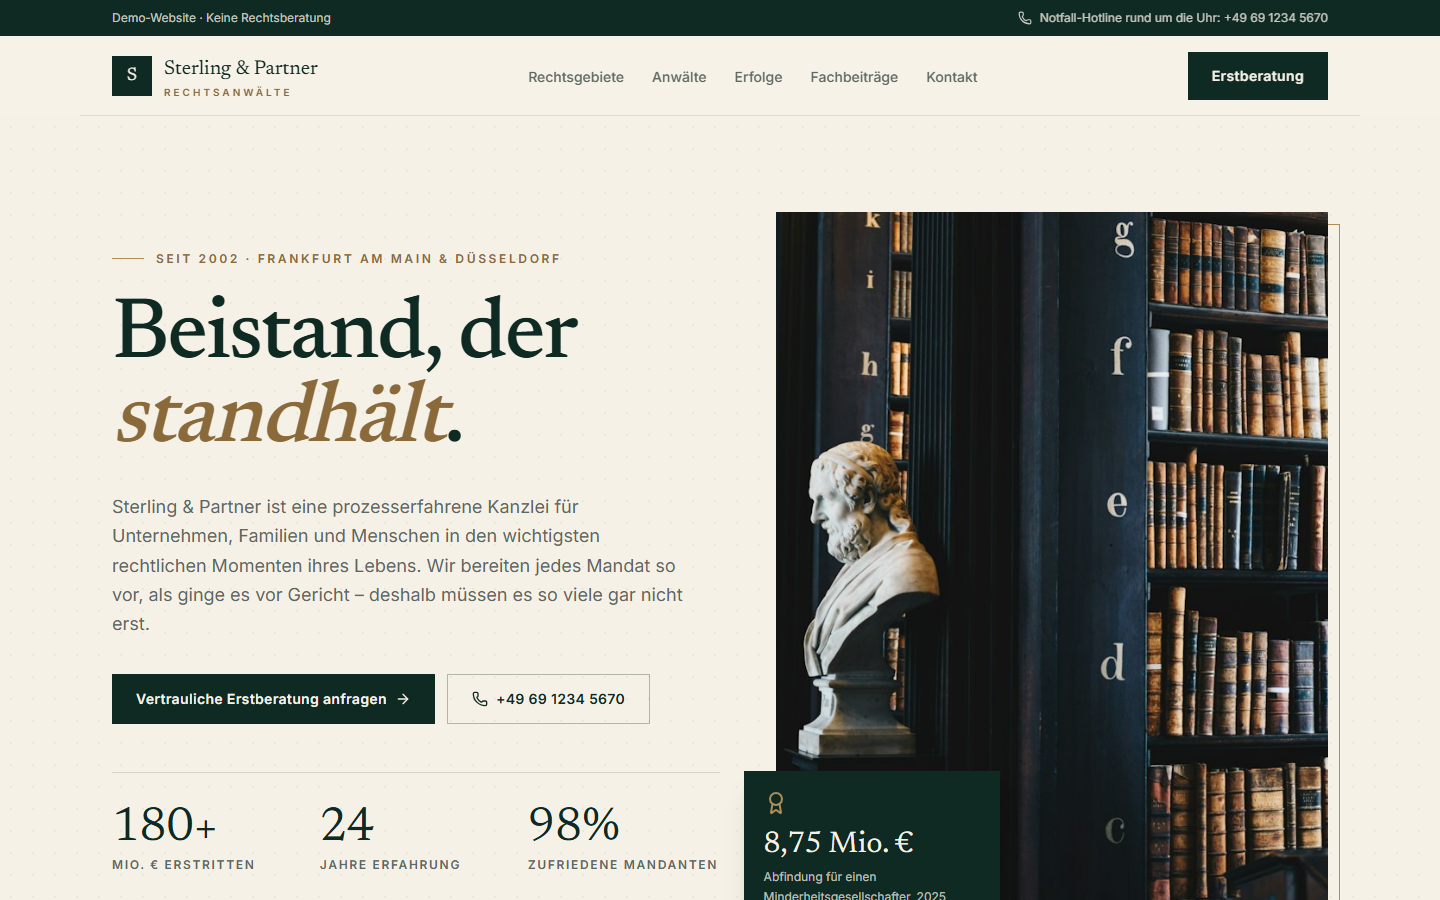 Demo-Website · Keine Rechtsberatung
Notfall-Hotline rund um die Uhr: +49 69 1234 5670
S
Sterling & Partner
RECHTSANWÄLTE
Rechtsgebiete
Anwälte
Erfolge
Fachbeiträge
Kontakt
Erstberatung
SEIT 2002 · FRANKFURT AM MAIN & DÜSSELDORF
Beistand, der
standhält.
Sterling & Partner ist eine prozesserfahrene Kanzlei für
Unternehmen, Familien und Menschen in den wichtigsten
rechtlichen Momenten ihres Lebens. Wir bereiten jedes Mandat so
vor, als ginge es vor Gericht – deshalb müssen es so viele gar nicht
erst.
Vertrauliche Erstberatung anfragen
+49 69 1234 5670
180+
MIO. € ERSTRITTEN
24
JAHRE ERFAHRUNG
98%
ZUFRIEDENE MANDANTEN
k
i
h
g
g
f
e
d
c
8,75 Mio. €
Abfindung für einen
Minderheitsgesellschafter, 2025